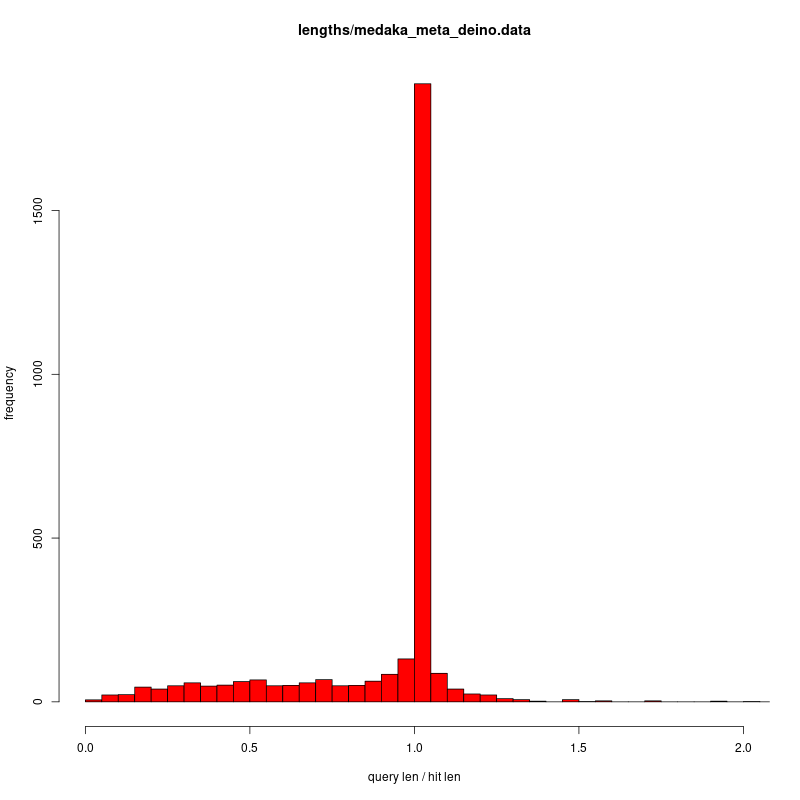 lengths/medaka_meta_deino.data
frequency
1500
1000
500
0
0.0 0.5 1.0 1.5 2.0
query len / hit len